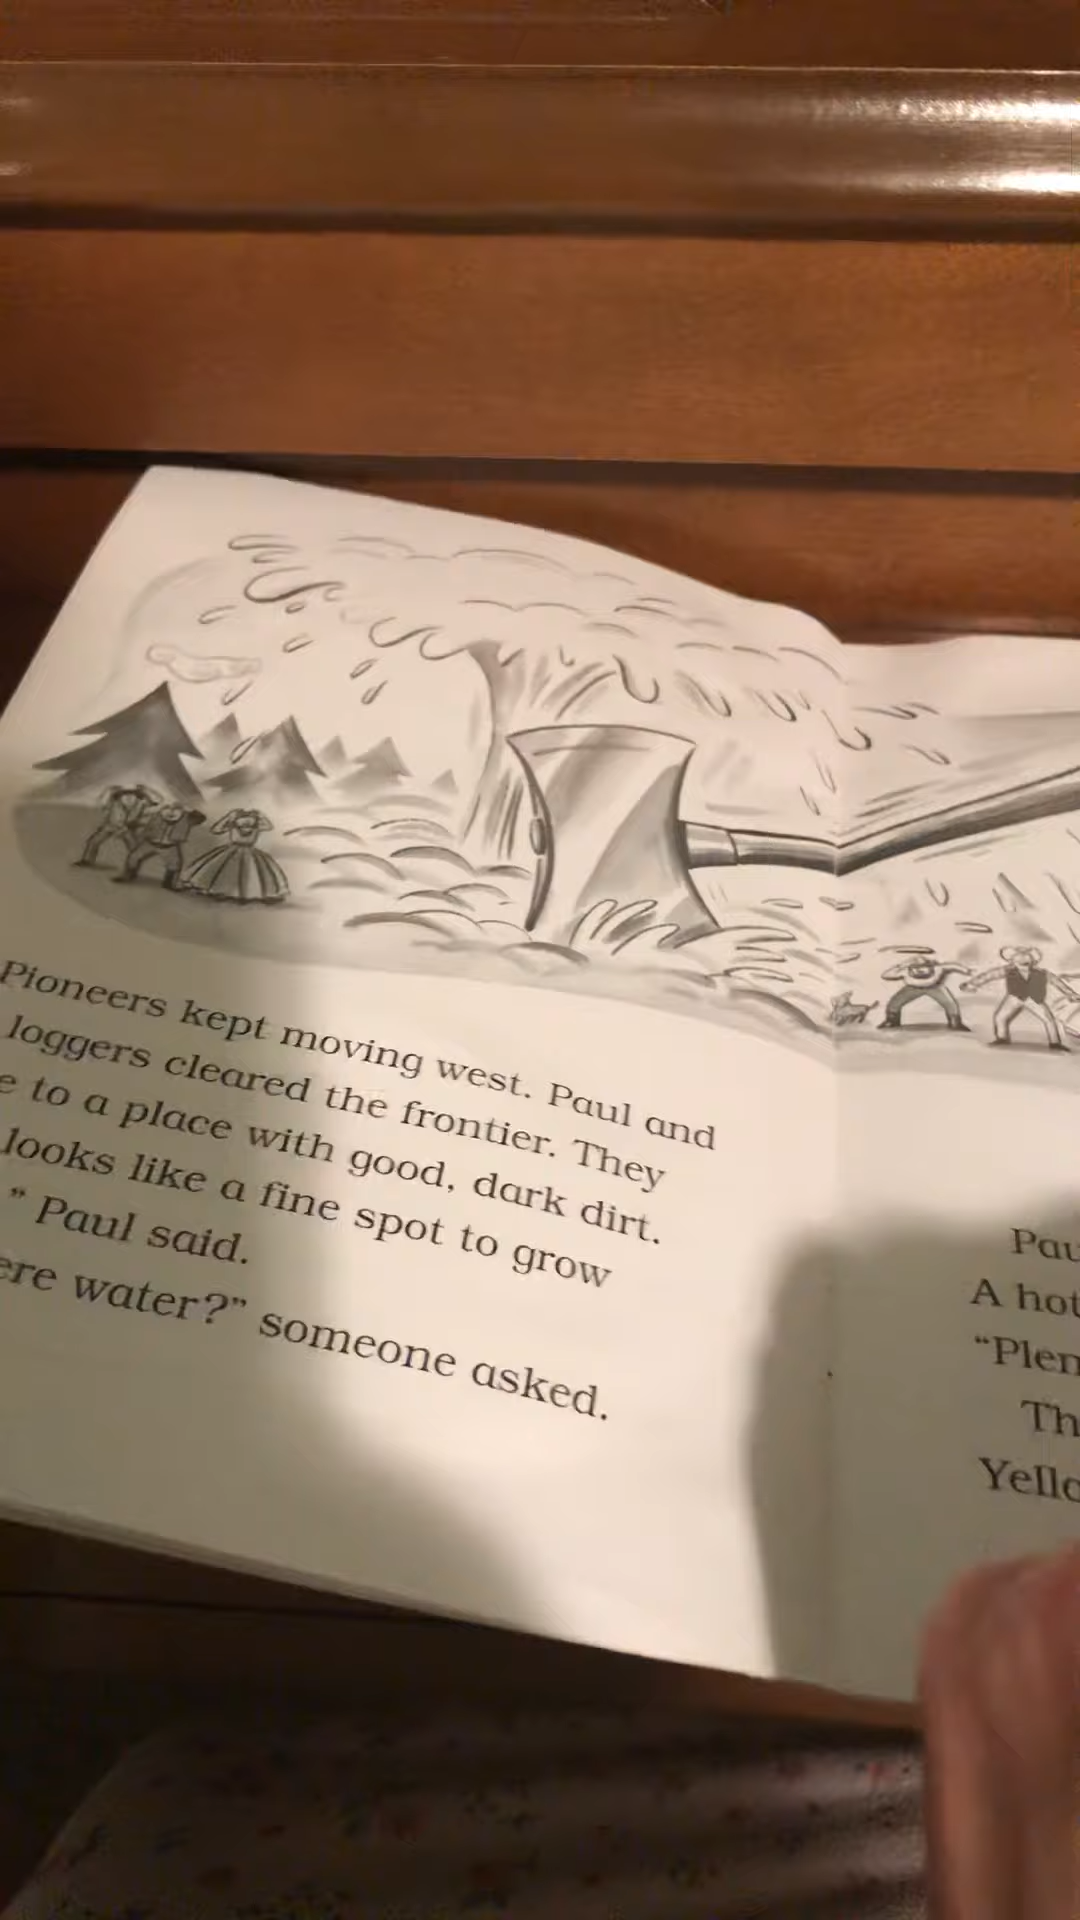 Pioneers kept moving west. Paul and
loggers cleared the frontier. They
e to a place with good, dark dirt.
looks like a fine spot to grow
” Paul said.
ere water?” someone asked.
Pau
A hot
“Plen
Th
Yello